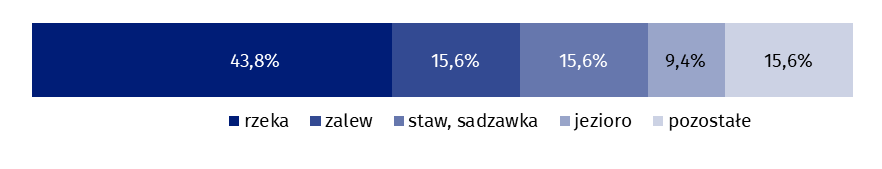 43,8% 15,6% 15,6% 9,4% 15,6%
rzeka zalew staw, sadzawka jezioro pozostałe